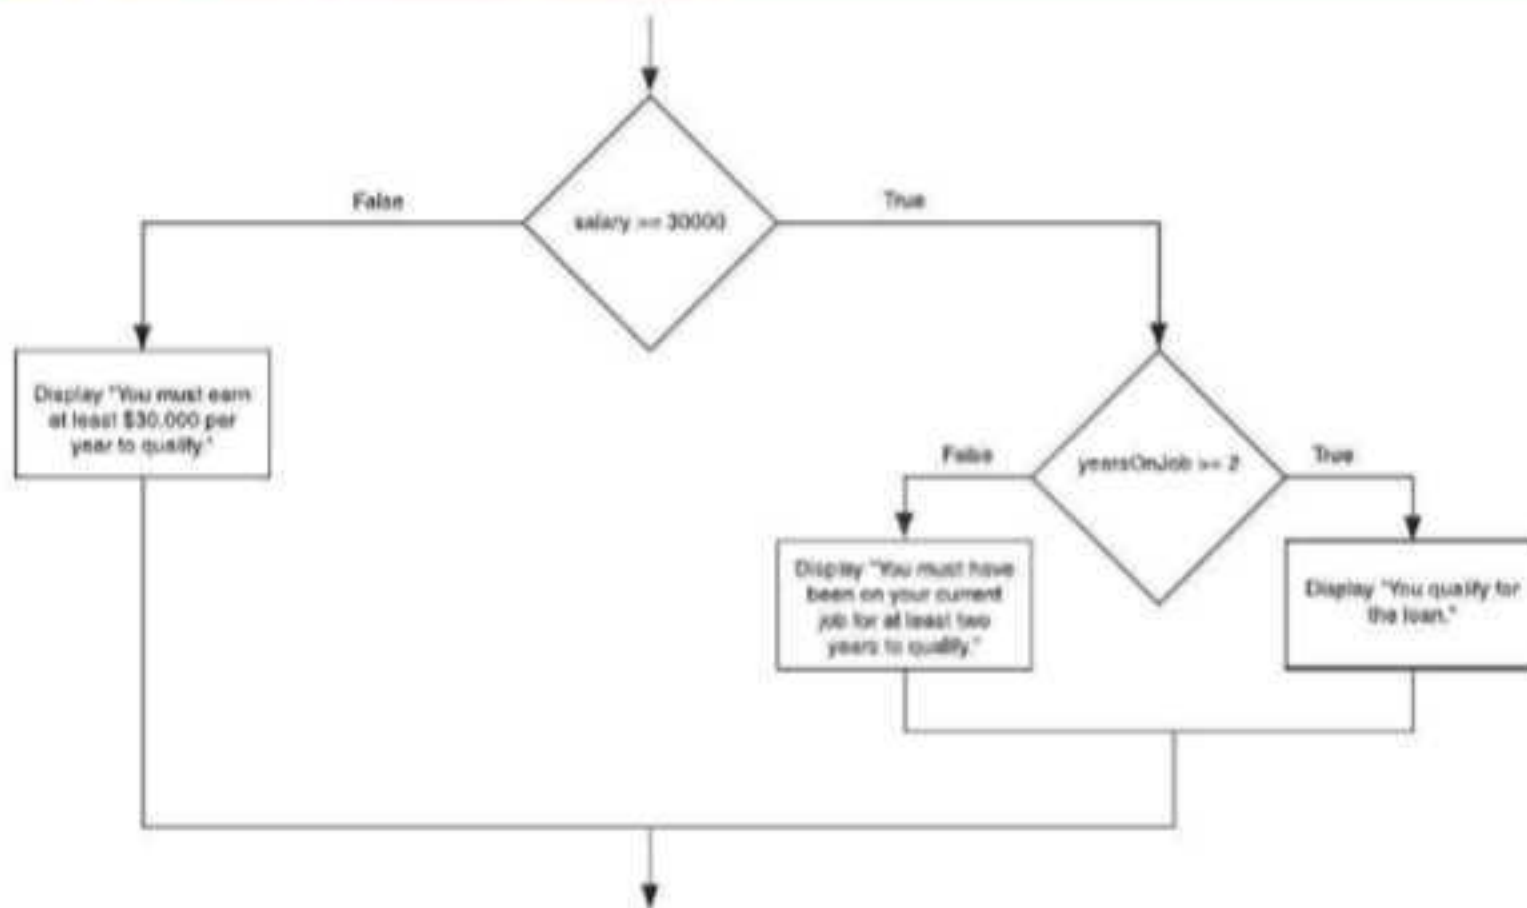 False
salary >= 30000
True
Display "You must earn
at least $30,000 per
year to qualify."
False
yearsOnJob >= 2
True
Display "You must have
been on your current
job for at least two
years to qualify."
Display "You qualify for
the loan."